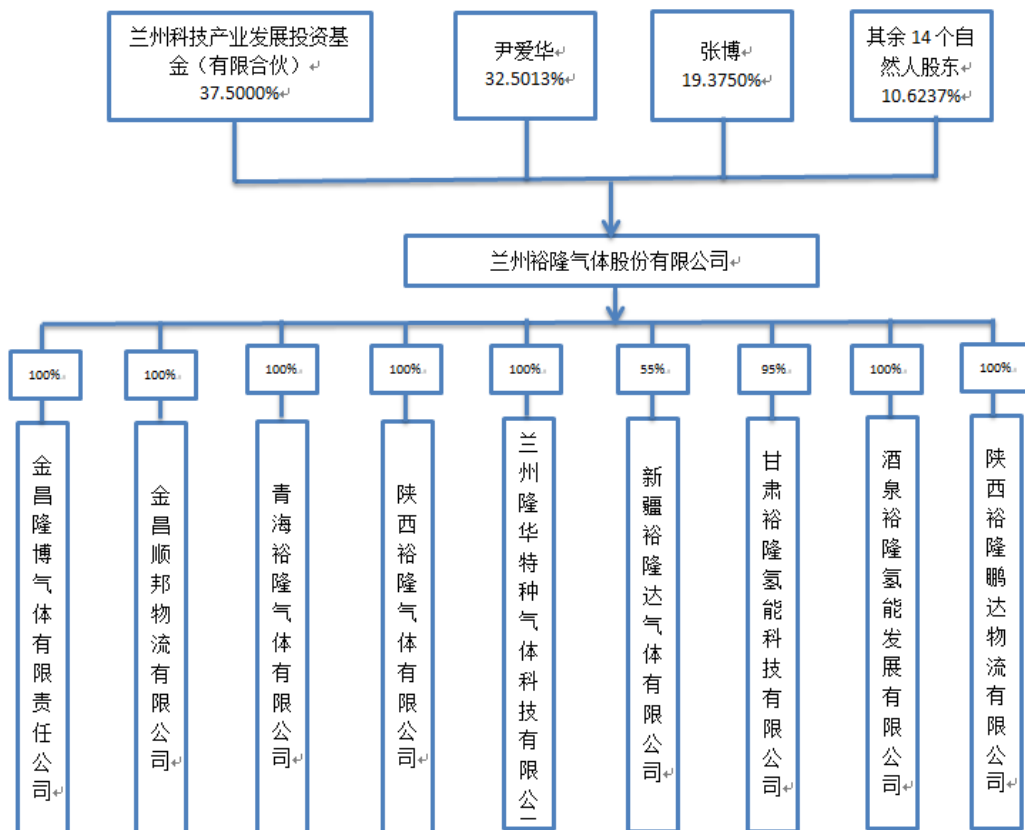 兰州科技产业发展投资基
金（有限合伙）
37.5000%
尹爱华
32.5013%
张博
19.3750%
其余 14 个自
然人股东
10.6237%
兰州裕隆气体股份有限公司
100%
100%
100%
100%
100%
55%
95%
100%
100%
金昌隆博气体有限责任公司
金昌顺邦物流有限公司
青海裕隆气体有限公司
陕西裕隆气体有限公司
兰州隆华特种气体科技有限公
新疆裕隆达气体有限公司
甘肃裕隆氢能科技有限公司
酒泉裕隆氢能发展有限公司
陕西裕隆鹏达物流有限公司